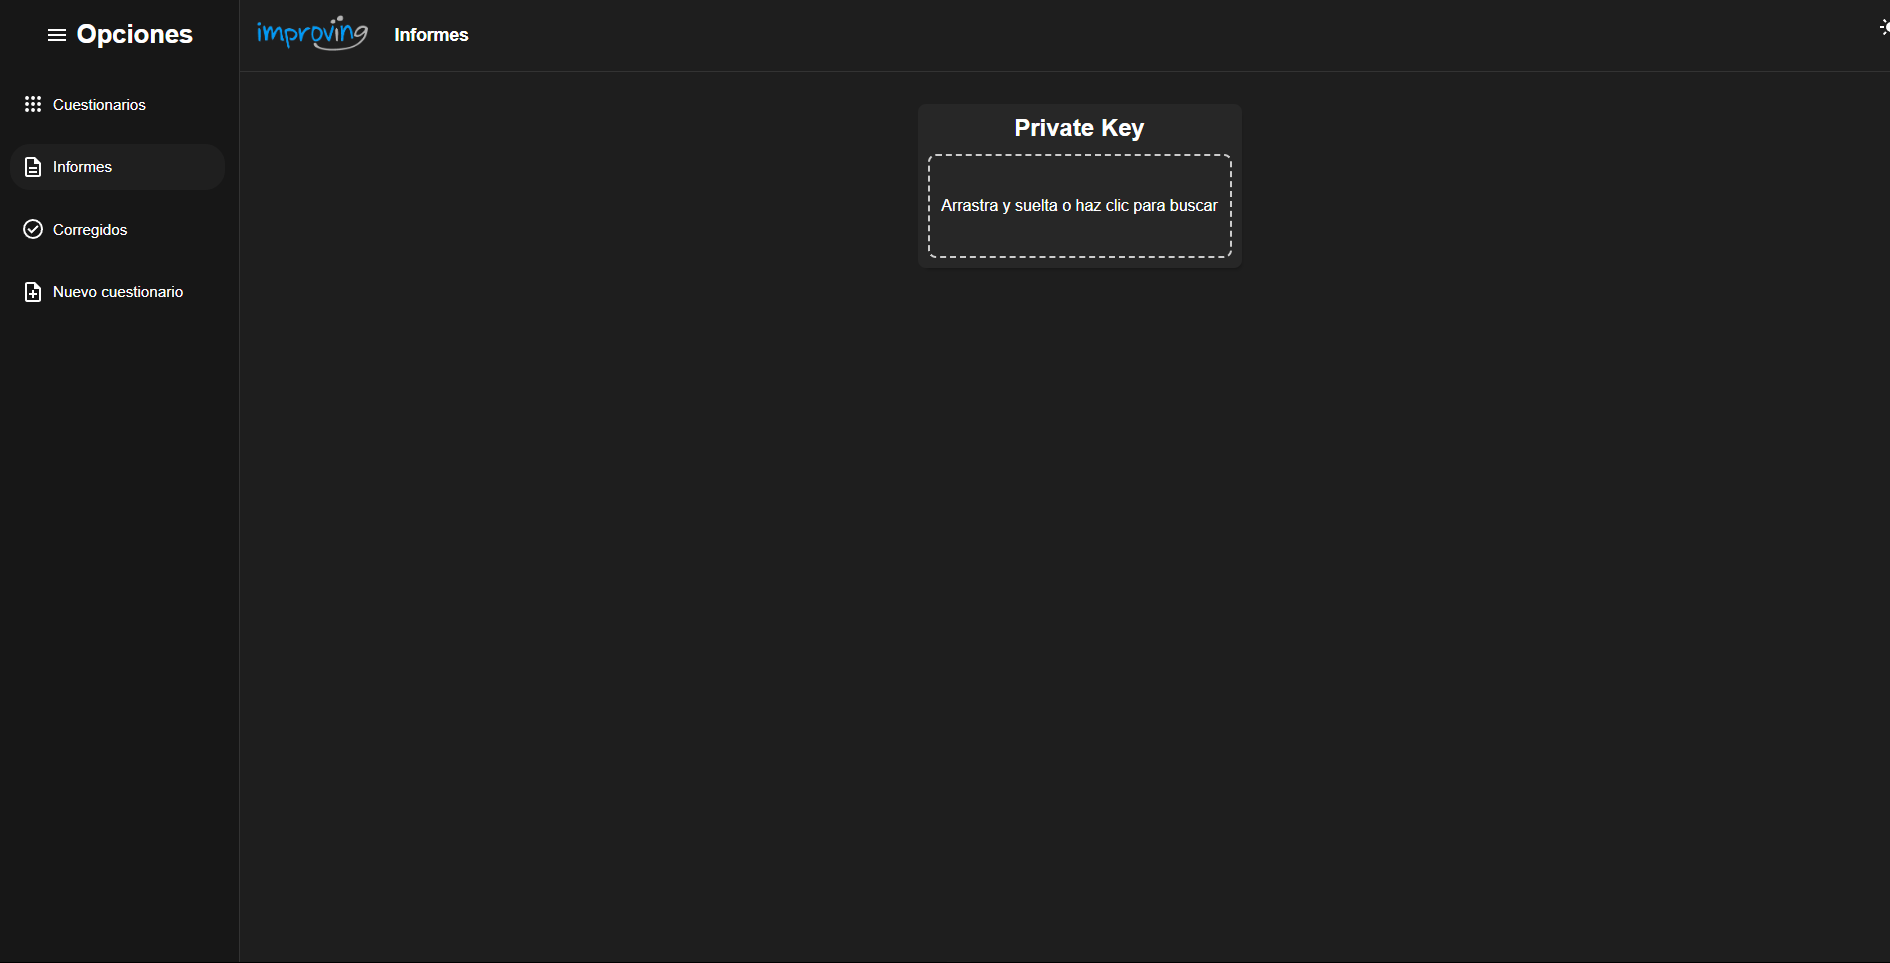 Opciones
improving
Informes
Cuestionarios
Informes
Corregidos
Nuevo cuestionario
Private Key
Arrastra y suelta o haz clic para buscar